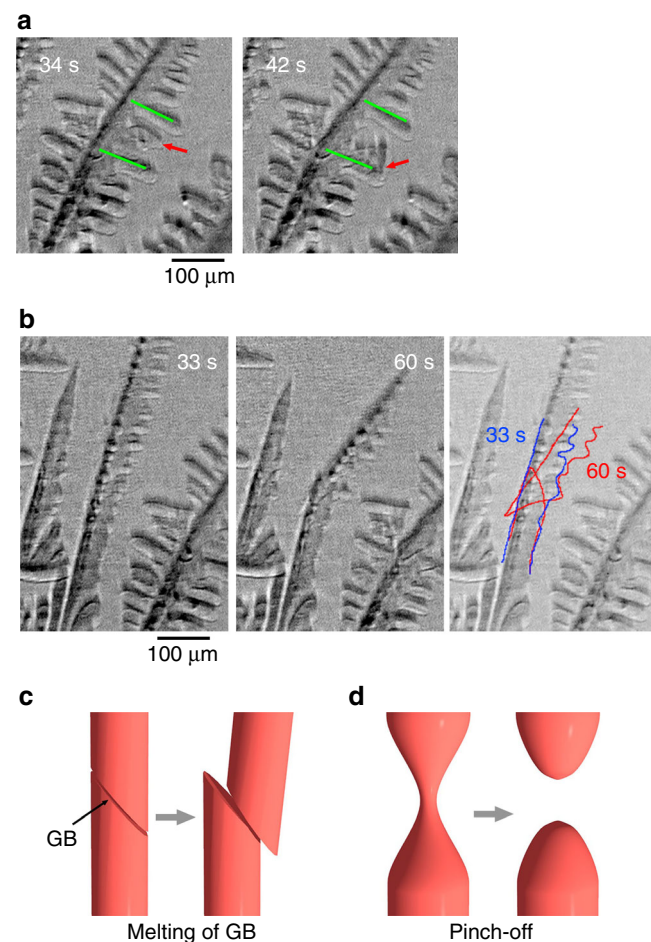 a
34 s
42 s
100 μm
b
33 s
60 s
33 s
60 s
100 μm
c
d
GB
Melting of GB
Pinch-off